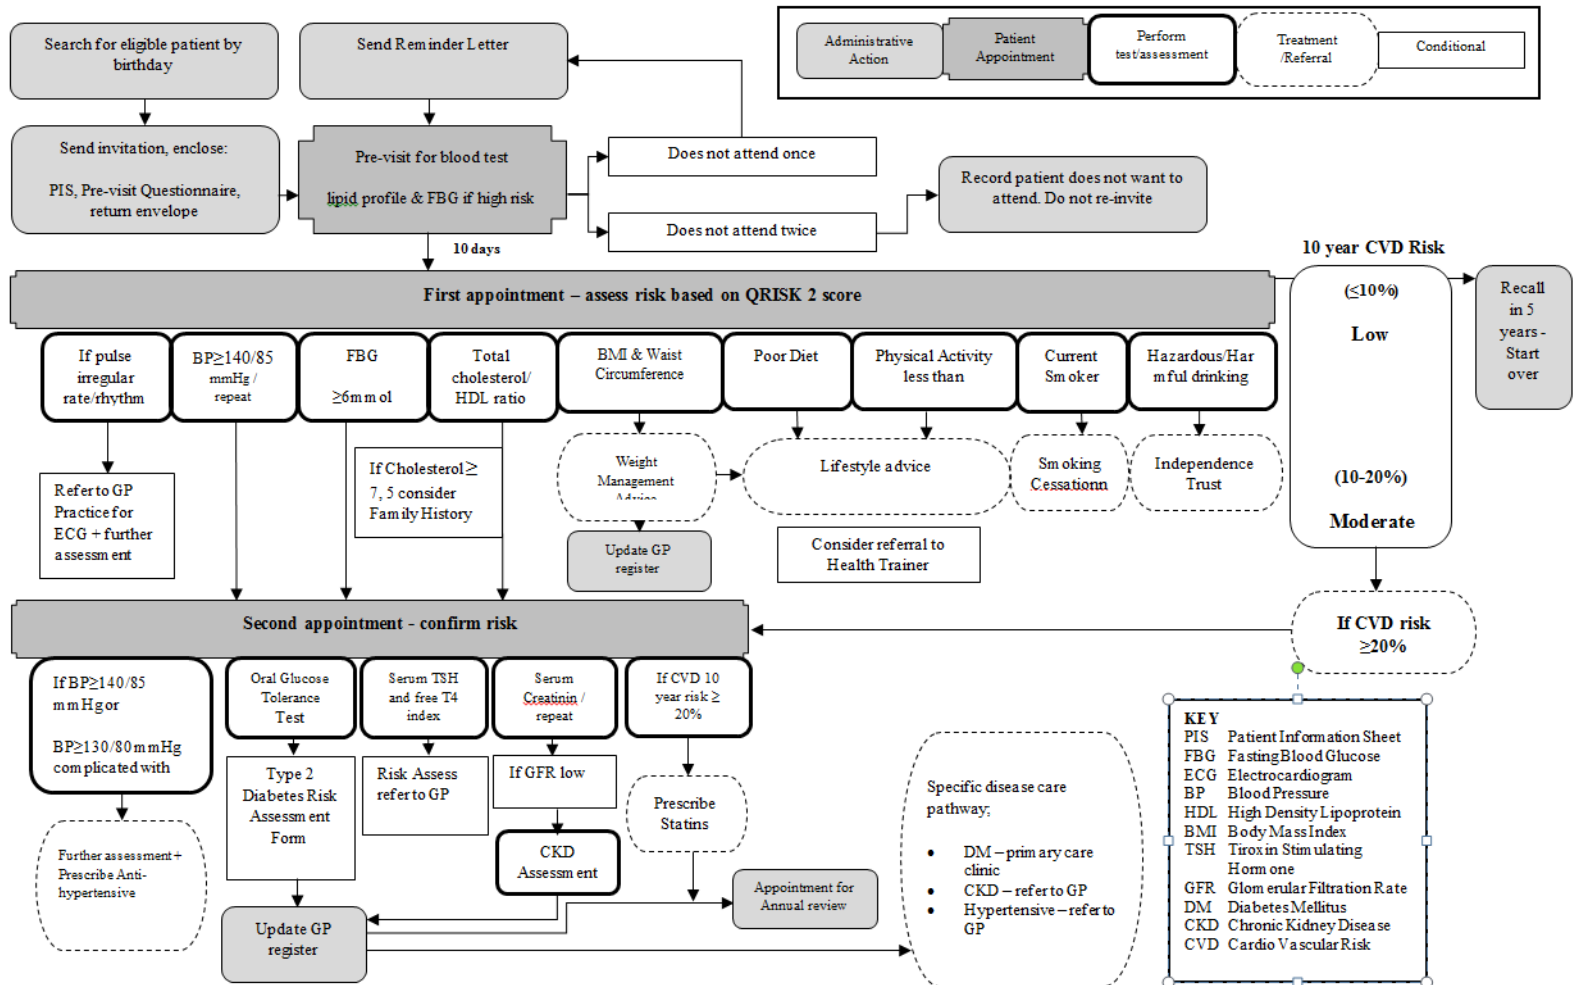 Search for eligible patient by
birthday
Send Reminder Letter
Administrative
Action
Patient
Appointment
Perform
test/assessment
Treatment
/Referral
Conditional
Send invitation, enclose:
PIS, Pre-visit Questionnaire,
return envelope
Pre-visit for blood test
lipid profile & FBG if high risk
Does not attend once
Does not attend twice
Record patient does not want to
attend. Do not re-invite
10 days
10 year CVD Risk
First appointment – assess risk based on QRISK 2 score
(≤10%)
Low
(10-20%)
Moderate
Recall
in 5
years -
Start
over
If pulse
irregular
rate/rhythm
BP≥140/85
mmHg /
repeat
FBG
≥6mmol
Total
cholesterol/
HDL ratio
BMI & Waist
Circumference
Poor Diet
Physical Activity
less than
Current
Smoker
Hazardous/Har
mful drinking
Refer to GP
Practice for
ECG + further
assessment
If Cholesterol ≥
7, 5 consider
Family History
Weight
Management
Advice
Lifestyle advice
Smoking
Cessationn
Independence
Trust
Update GP
register
Consider referral to
Health Trainer
If CVD risk
≥20%
Second appointment - confirm risk
If BP≥140/85
mmHg or
BP≥130/80mmHg
complicated with
Oral Glucose
Tolerance
Test
Serum TSH
and free T4
index
Serum
Creatinin /
repeat
If CVD 10
year risk ≥
20%
Further assessment +
Prescribe Anti-
hypertensive
Type 2
Diabetes Risk
Assessment
Form
Risk Assess
refer to GP
If GFR low
CKD
Assessment
Prescribe
Statins
Update GP
register
Appointment for
Annual review
Specific disease care
pathway;
• DM – primary care
clinic
• CKD – refer to GP
• Hypertensive – refer to
GP
KEY
PIS Patient Information Sheet
FBG Fasting Blood Glucose
ECG Electrocardiogram
BP Blood Pressure
HDL High Density Lipoprotein
BMI Body Mass Index
TSH Tiroxin Stimulating
Hormone
GFR Glomerular Filtration Rate
DM Diabetes Mellitus
CKD Chronic Kidney Disease
CVD Cardio Vascular Risk